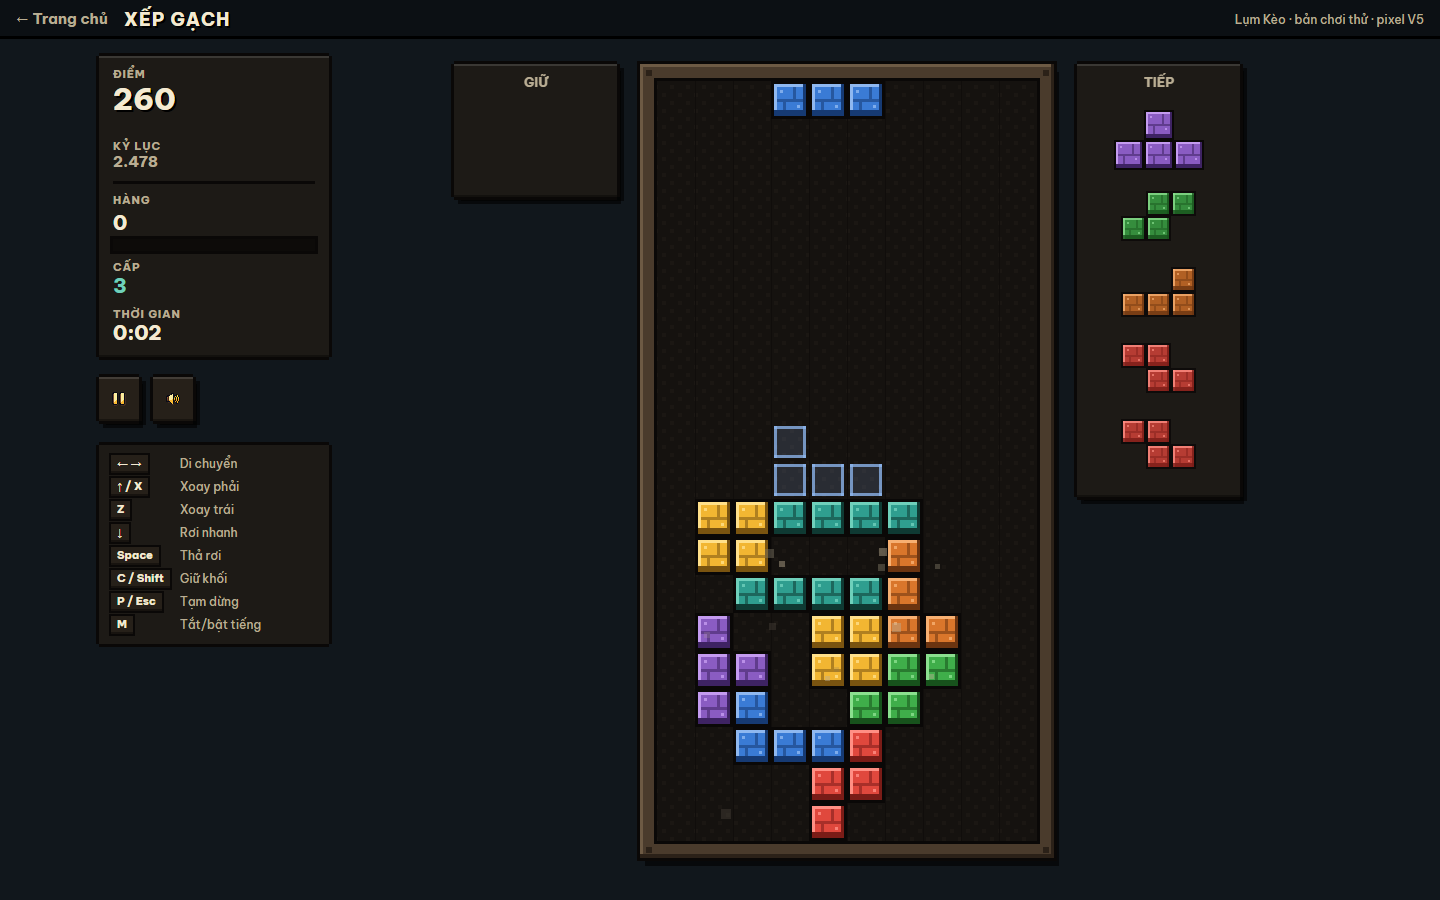 ← Trang chủ XẾP GẠCH
Lụm Kèo · bản chơi thử · pixel V5
ĐIỂM
260
KỶ LỤC
2.478
HÀNG
0
CẤP
3
THỜI GIAN
0:02
←→ Di chuyển
↑ / X Xoay phải
Z Xoay trái
↓ Rơi nhanh
Space Thả rơi
C / Shift Giữ khối
P / Esc Tạm dừng
M Tắt/bật tiếng
GIỮ
TIẾP